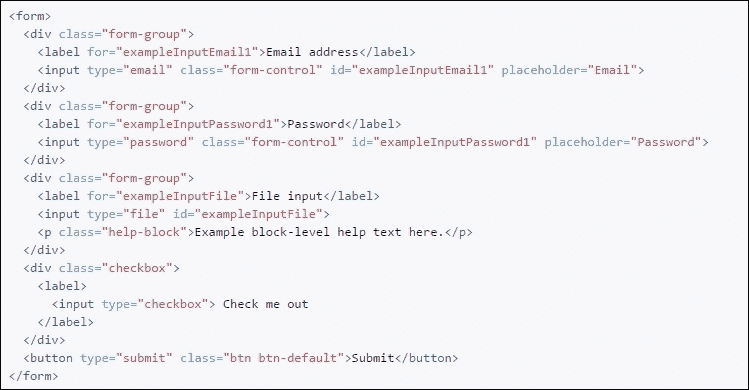 <form>
  <div class="form-group">
    <label for="exampleInputEmail1">Email address</label>
    <input type="email" class="form-control" id="exampleInputEmail1" placeholder="Email">
  </div>
  <div class="form-group">
    <label for="exampleInputPassword1">Password</label>
    <input type="password" class="form-control" id="exampleInputPassword1" placeholder="Password">
  </div>
  <div class="form-group">
    <label for="exampleInputFile">File input</label>
    <input type="file" id="exampleInputFile">
    <p class="help-block">Example block-level help text here.</p>
  </div>
  <div class="checkbox">
    <label>
      <input type="checkbox"> Check me out
    </label>
  </div>
  <button type="submit" class="btn btn-default">Submit</button>
</form>